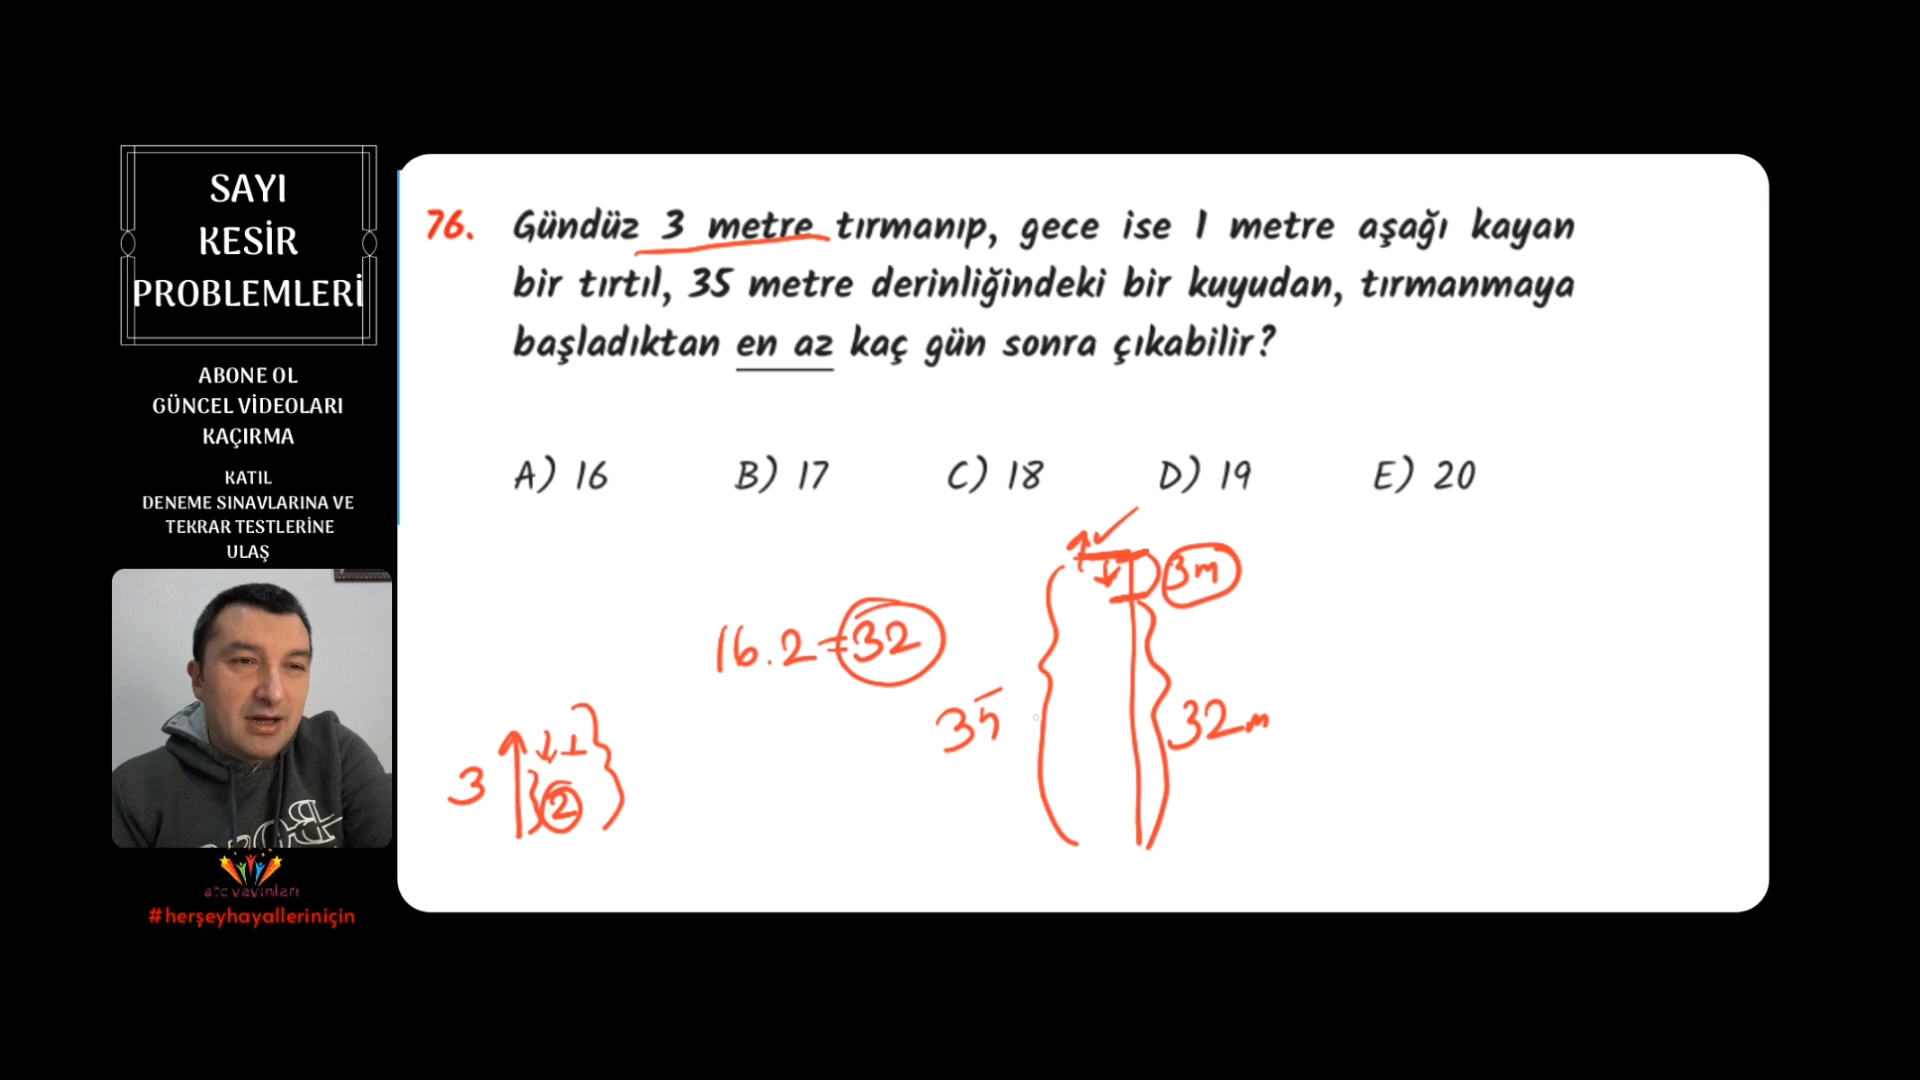 SAYI
KESİR
PROBLEMLERİ
ABONE OL
GÜNCEL VİDEOLARI
KAÇIRMA
KATIL
DENEME SINAVLARINA VE
TEKRAR TESTLERİNE
ULAŞ
atc yayınları
#herşeyhayalleriniçin
76. Gündüz 3 metre tırmanıp, gece ise 1 metre aşağı kayan
bir tırtıl, 35 metre derinliğindeki bir kuyudan, tırmanmaya
başladıktan en az kaç gün sonra çıkabilir?
A) 16 B) 17 C) 18 D) 19 E) 20
3m
16.2=32
35
32m
3
1
2